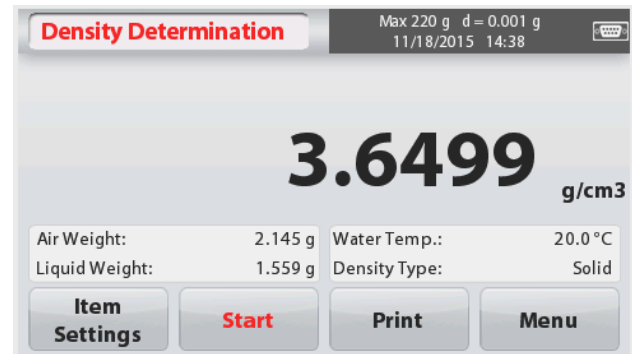 Density Determination
Max 220 g d = 0.001 g
11/18/2015 14:38
3.6499 g/cm3
Air Weight: 2.145 g Water Temp.: 20.0 °C
Liquid Weight: 1.559 g Density Type: Solid
Item Settings
Start
Print
Menu